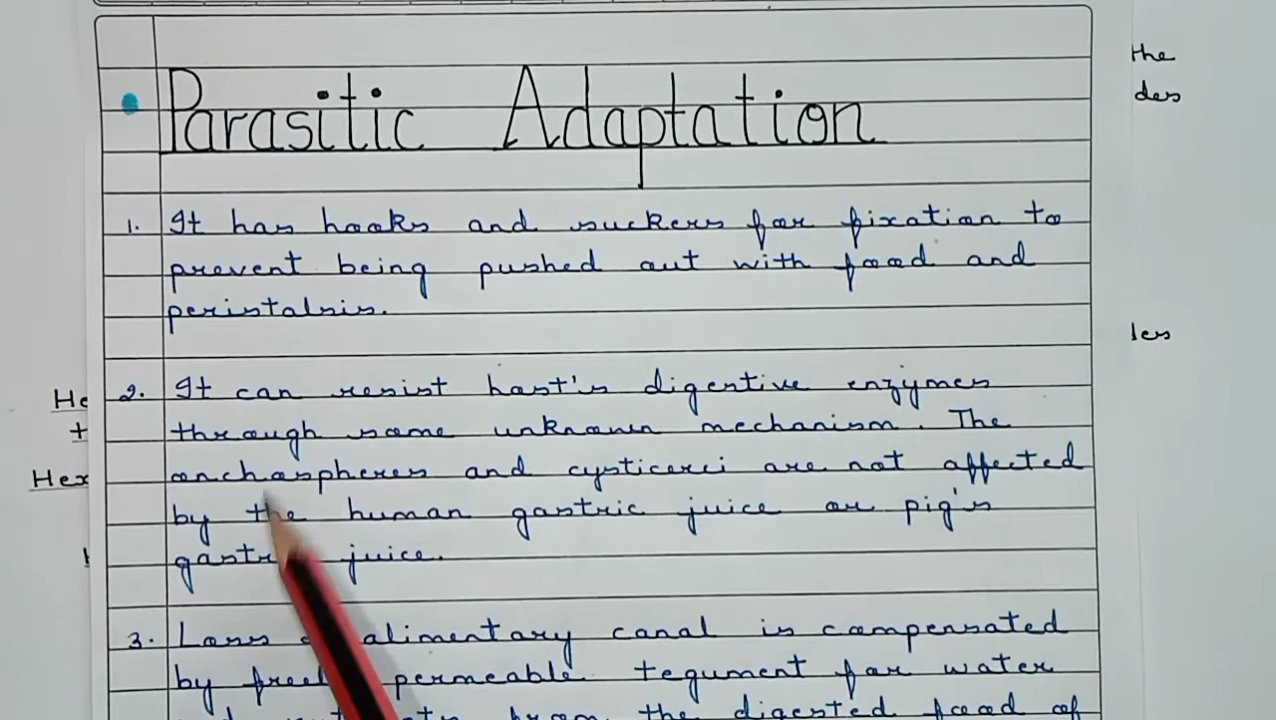 Parasitic Adaptation
1. It has hooks and suckers for fixation to
prevent being pushed out with food and
peristalsis.
2. It can resist host's digestive enzymes
through some unknown mechanism. The
onchospheres and cysticerci are not affected
by the human gastric juice or pig's
juice.
3. Loss alimentary canal is compensated
by permeable tegument for water
from the digested food of
the
des
les
He
+
Hex